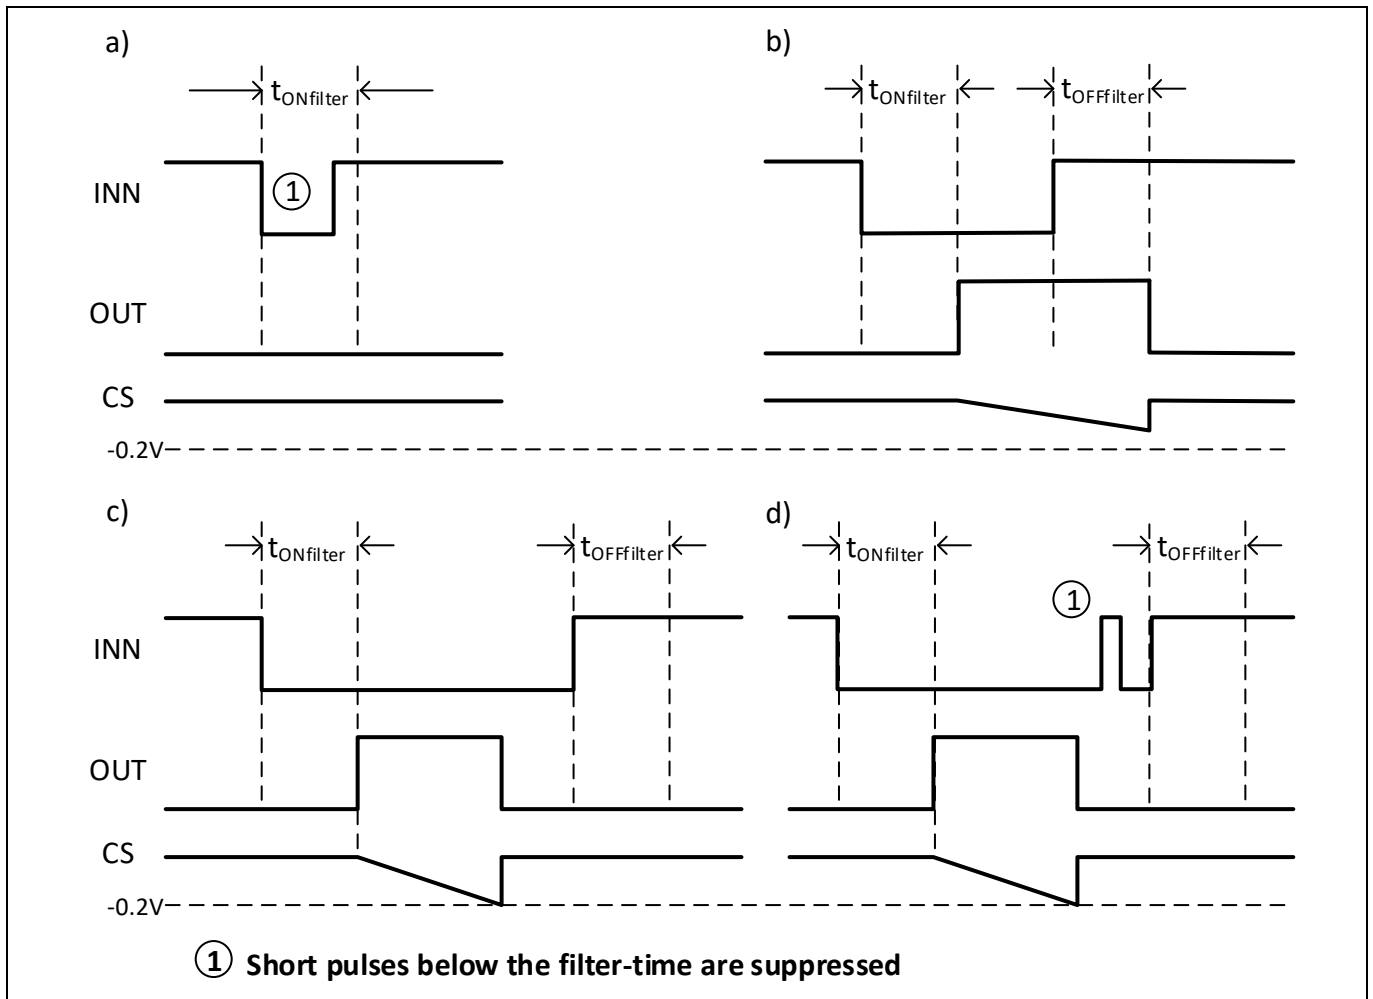 a)
b)
tONfilter
tONfilter
tOFFfilter
INN
1
OUT
CS
-0.2V
c)
d)
tONfilter
tOFFfilter
tONfilter
tOFFfilter
1
INN
OUT
CS
-0.2V
1 Short pulses below the filter-time are suppressed